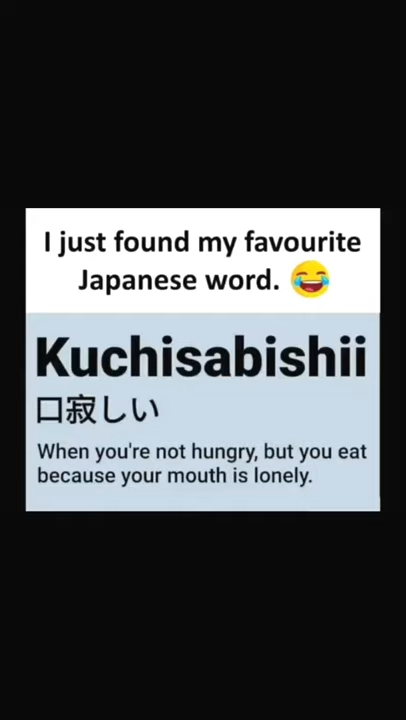 I just found my favourite
Japanese word. 😂
Kuchisabishii
口寂しい
When you're not hungry, but you eat
because your mouth is lonely.